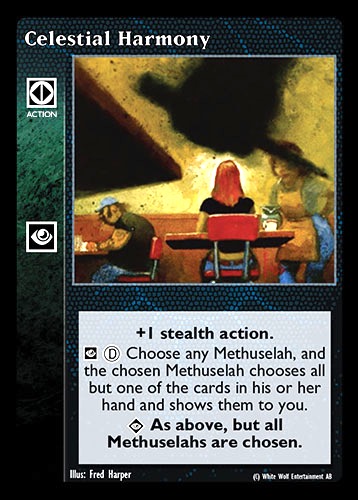 Celestial Harmony
ACTION
+1 stealth action.
D Choose any Methuselah, and
the chosen Methuselah chooses all
but one of the cards in his or her
hand and shows them to you.
As above, but all
Methuselahs are chosen.
Illus: Fred Harper
(C) White Wolf Entertainment AB